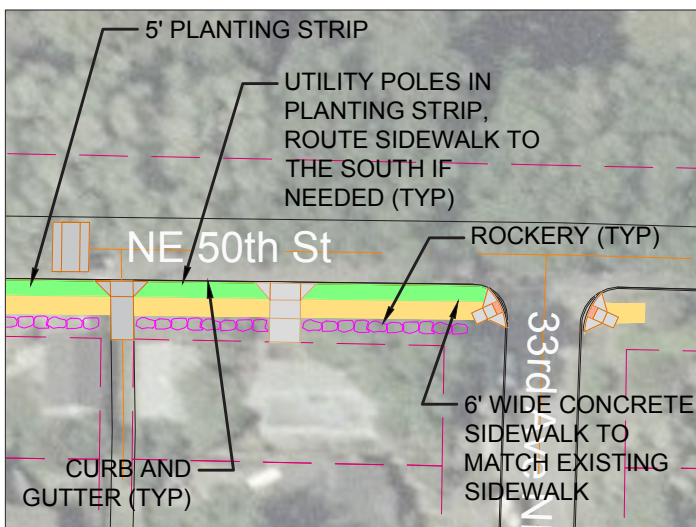 5' PLANTING STRIP
UTILITY POLES IN
PLANTING STRIP,
ROUTE SIDEWALK TO
THE SOUTH IF
NEEDED (TYP)
NE 50th St
ROCKERY (TYP)
33rd Ave N
6' WIDE CONCRETE
SIDEWALK TO
MATCH EXISTING
SIDEWALK
CURB AND
GUTTER (TYP)